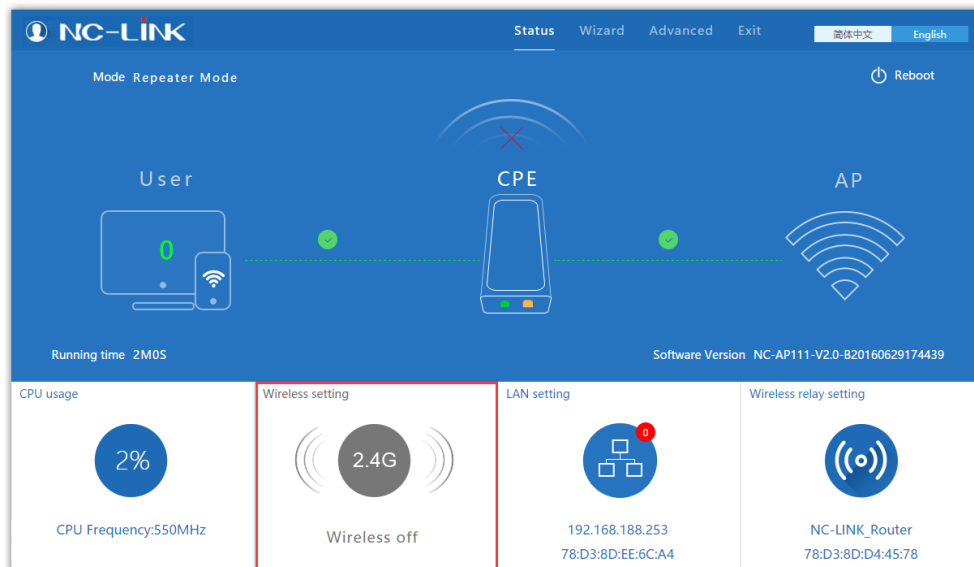 NC-LINK
Status Wizard Advanced Exit 简体中文 English
Mode Repeater Mode
Reboot
User
CPE
AP
0
Running time 2M0S
Software Version NC-AP111-V2.0-B20160629174439
CPU usage
2%
CPU Frequency:550MHz
Wireless setting
2.4G
Wireless off
LAN setting
0
192.168.188.253
78:D3:8D:EE:6C:A4
Wireless relay setting
NC-LINK_Router
78:D3:8D:D4:45:78